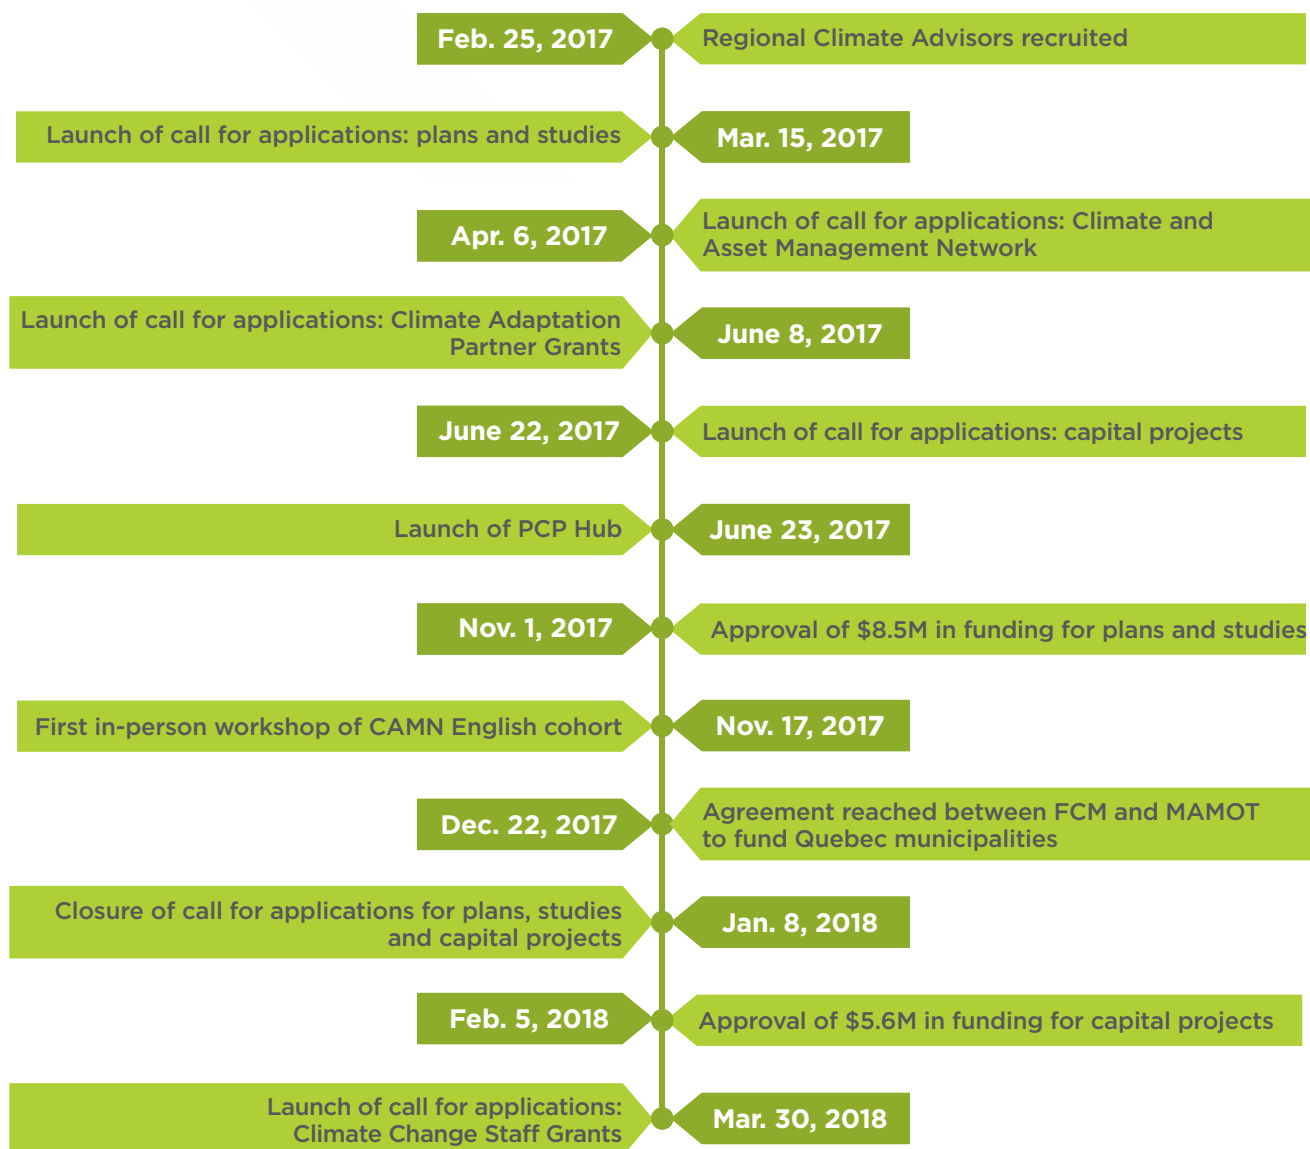 Feb. 25, 2017
Regional Climate Advisors recruited
Launch of call for applications: plans and studies
Mar. 15, 2017
Apr. 6, 2017
Launch of call for applications: Climate and
Asset Management Network
Launch of call for applications: Climate Adaptation
Partner Grants
June 8, 2017
June 22, 2017
Launch of call for applications: capital projects
Launch of PCP Hub
June 23, 2017
Nov. 1, 2017
Approval of $8.5M in funding for plans and studies
First in-person workshop of CAMN English cohort
Nov. 17, 2017
Dec. 22, 2017
Agreement reached between FCM and MAMOT
to fund Quebec municipalities
Closure of call for applications for plans, studies
and capital projects
Jan. 8, 2018
Feb. 5, 2018
Approval of $5.6M in funding for capital projects
Launch of call for applications:
Climate Change Staff Grants
Mar. 30, 2018